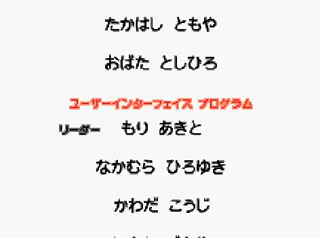 たかはし ともや
おばた としひろ
ユーザーインターフェイス プログラム
リーダー もり あきと
なかむら ひろゆき
かわだ こうじ